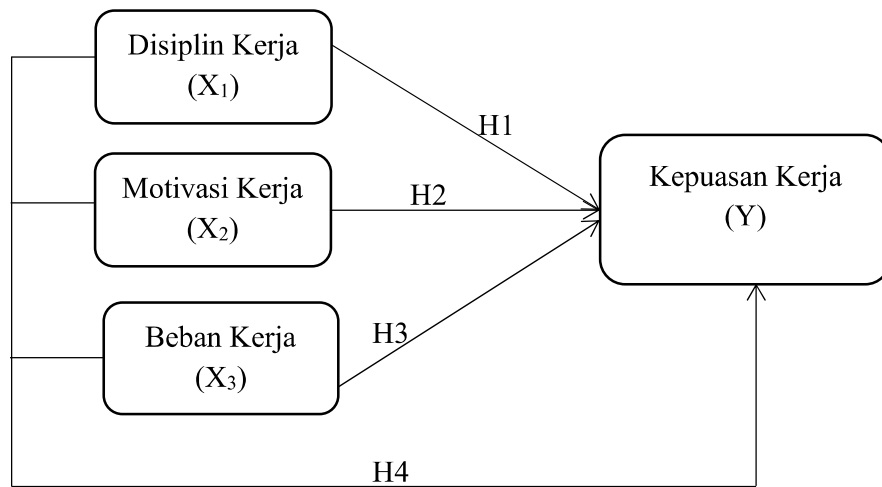 Disiplin Kerja
(X₁)
H1
Motivasi Kerja
(X₂)
H2
Kepuasan Kerja
(Y)
Beban Kerja
(X₃)
H3
H4